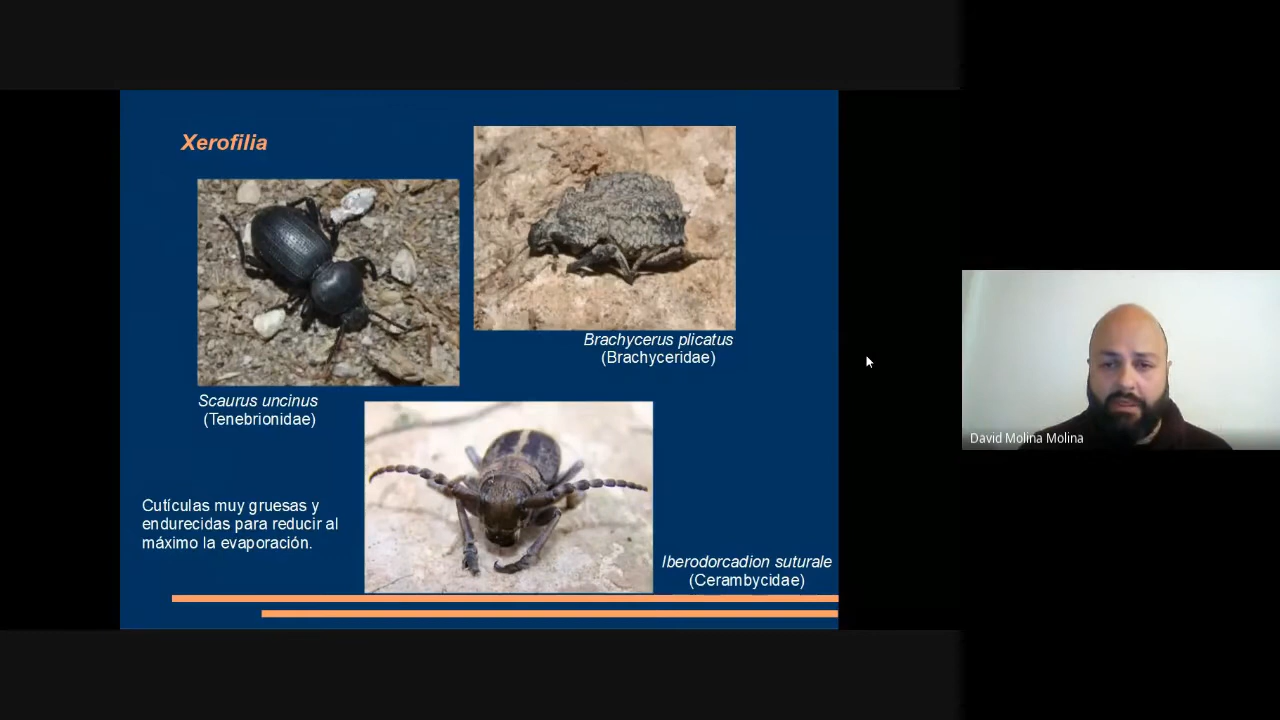 Xerofilia
Brachycerus plicatus
(Brachyceridae)
Scaurus uncinus
(Tenebrionidae)
Cutículas muy gruesas y
endurecidas para reducir al
máximo la evaporación.
Iberodorcadion suturale
(Cerambycidae)
David Molina Molina